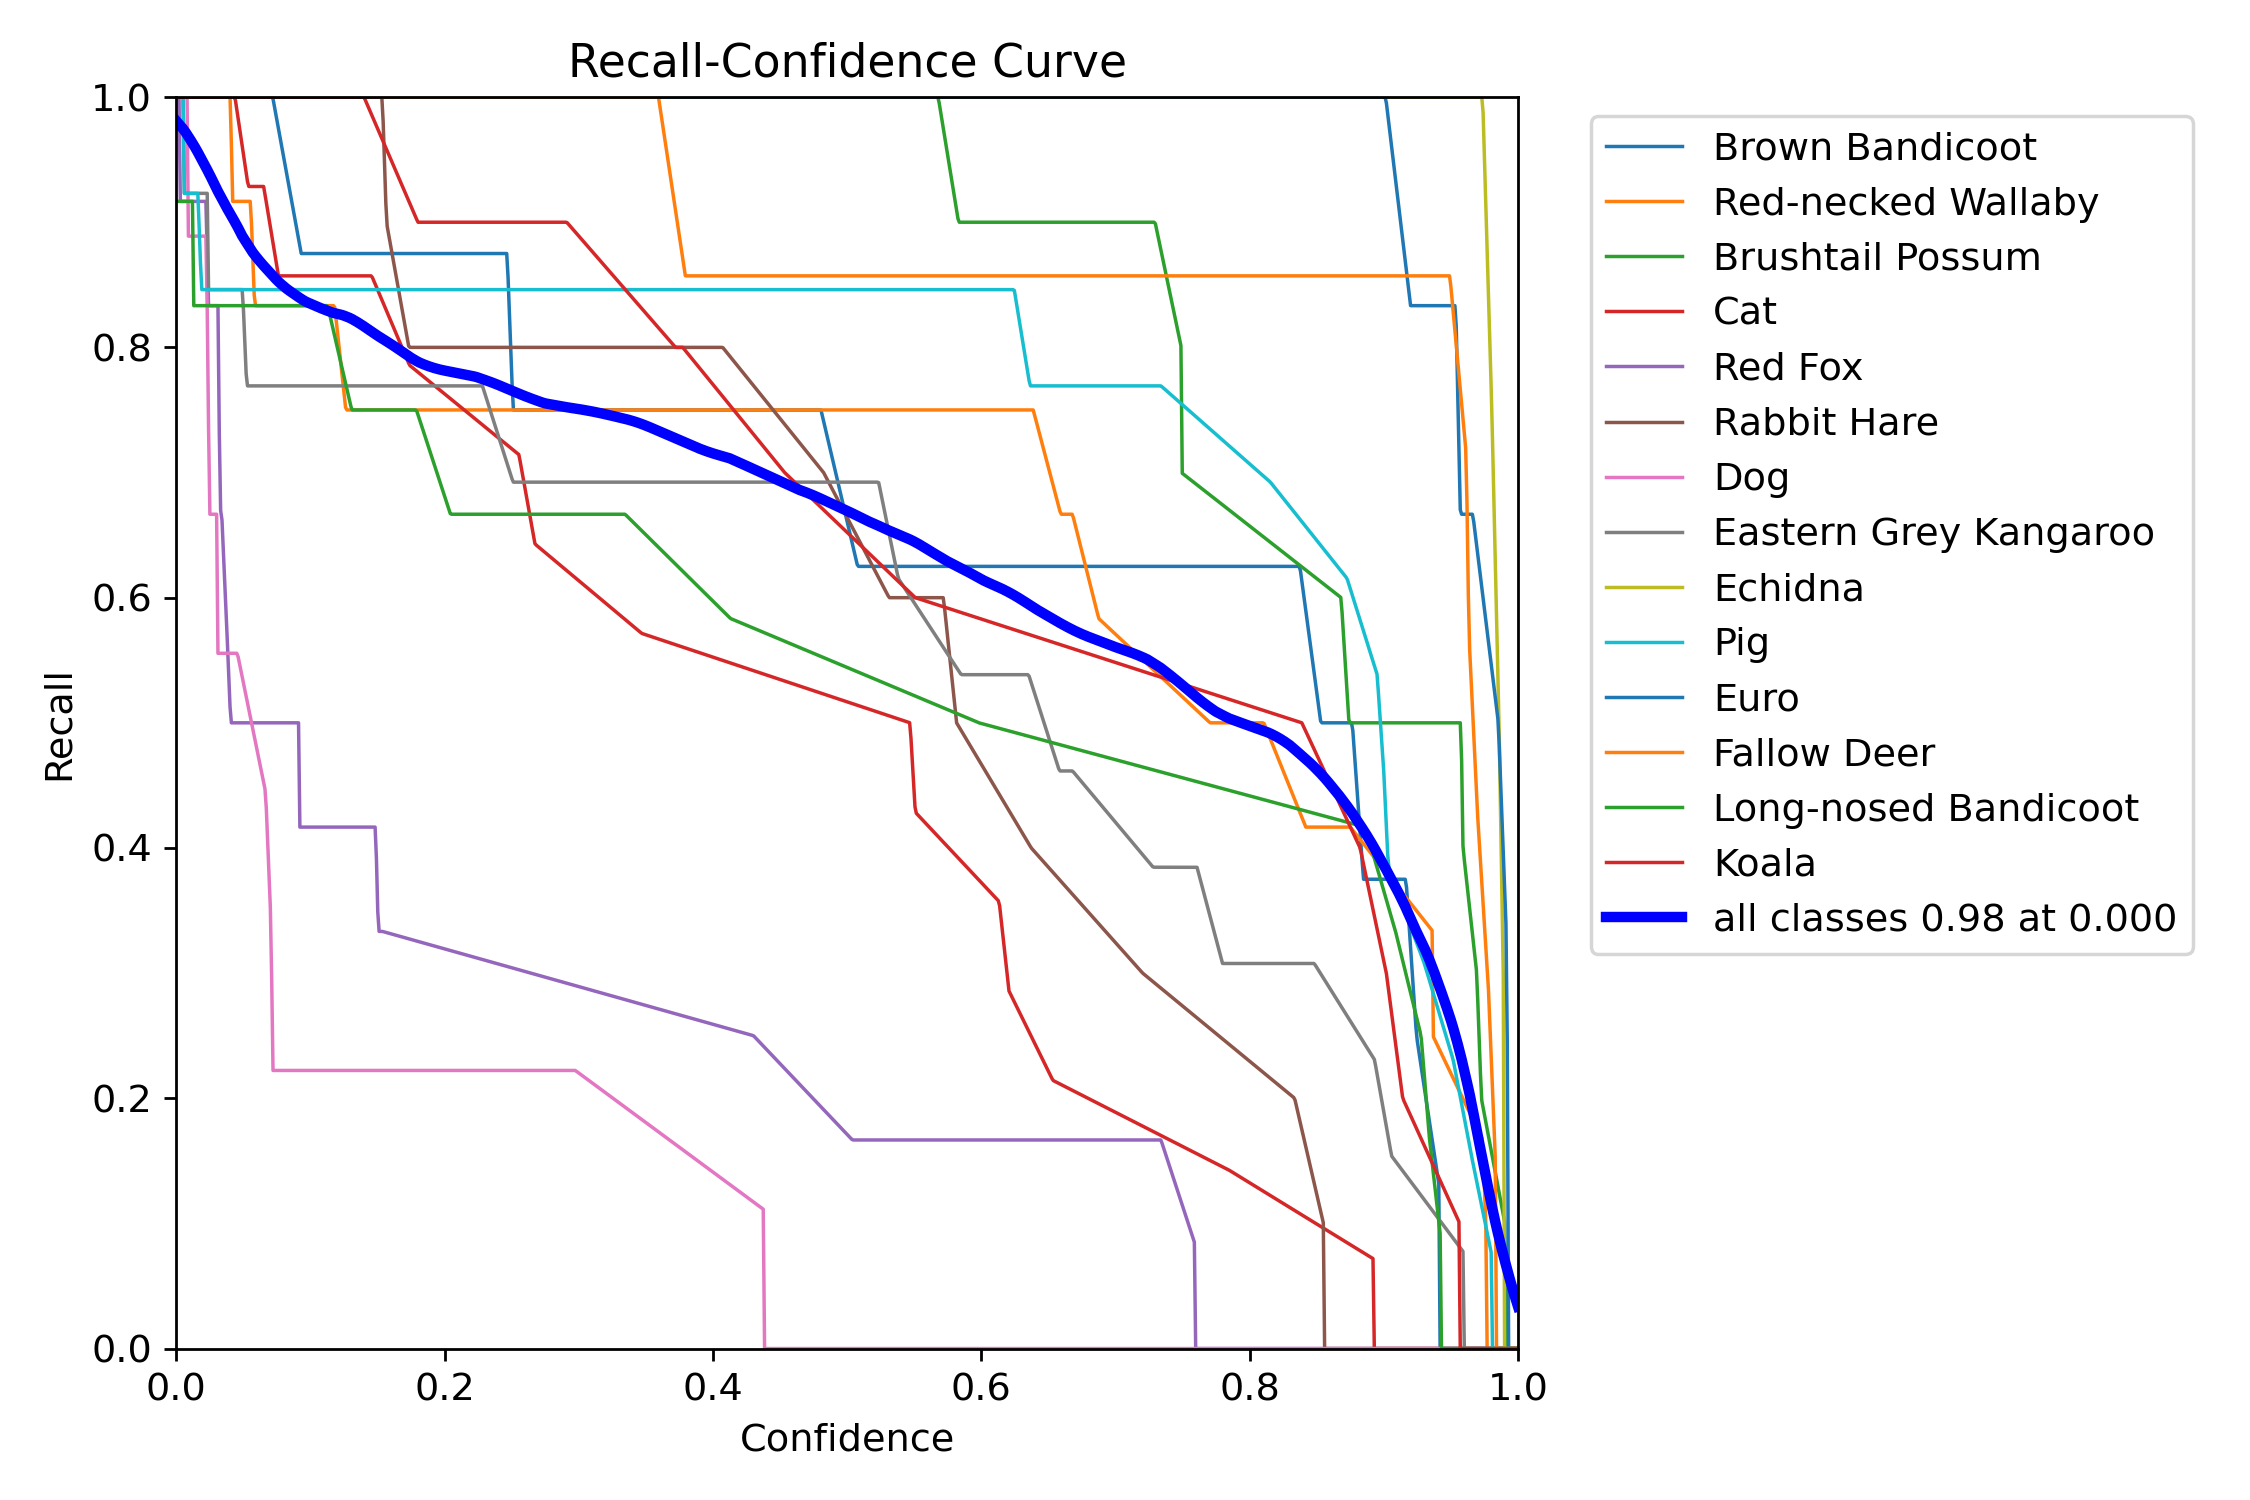 Recall-Confidence Curve
1.0
0.8
0.6
0.4
0.2
0.0
Recall
0.0 0.2 0.4 0.6 0.8 1.0
Confidence
Brown Bandicoot
Red-necked Wallaby
Brushtail Possum
Cat
Red Fox
Rabbit Hare
Dog
Eastern Grey Kangaroo
Echidna
Pig
Euro
Fallow Deer
Long-nosed Bandicoot
Koala
all classes 0.98 at 0.000